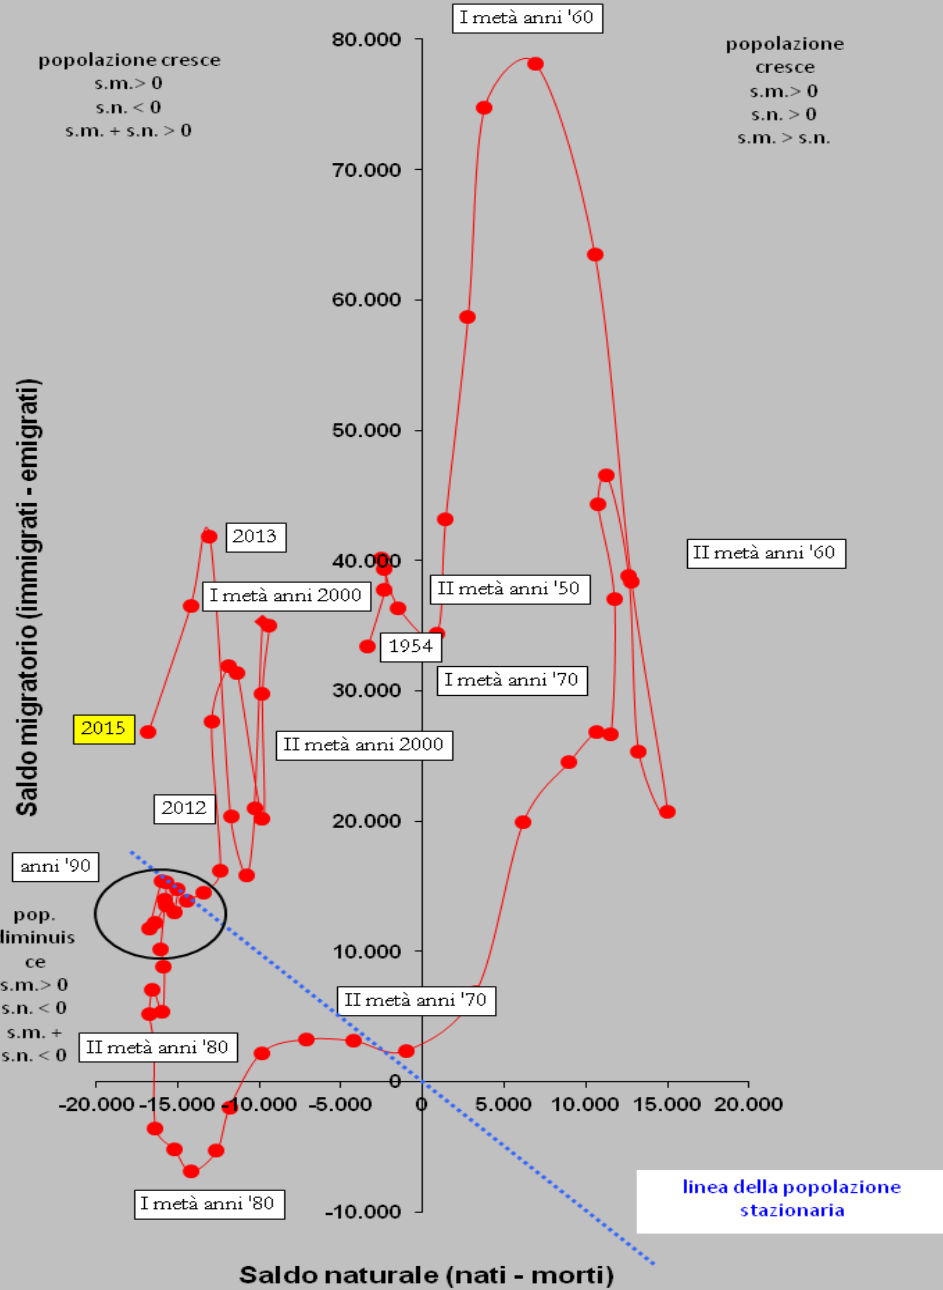 I metà anni '60
80.000
popolazione cresce
s.m.> 0
s.n. < 0
s.m. + s.n. > 0
popolazione
cresce
s.m.> 0
s.n. > 0
s.m. > s.n.
70.000
60.000
50.000
Saldo migratorio (immigrati - emigrati)
2013
40.000
II metà anni '60
I metà anni 2000
II metà anni '50
1954
30.000
I metà anni '70
2015
II metà anni 2000
2012
20.000
anni '90
pop.
diminuis
ce
s.m.> 0
s.n. < 0
s.m. +
s.n. < 0
10.000
II metà anni '70
II metà anni '80
0
-20.000 -15.000 -10.000 -5.000 0 5.000 10.000 15.000 20.000
I metà anni '80
-10.000
linea della popolazione
stazionaria
Saldo naturale (nati - morti)